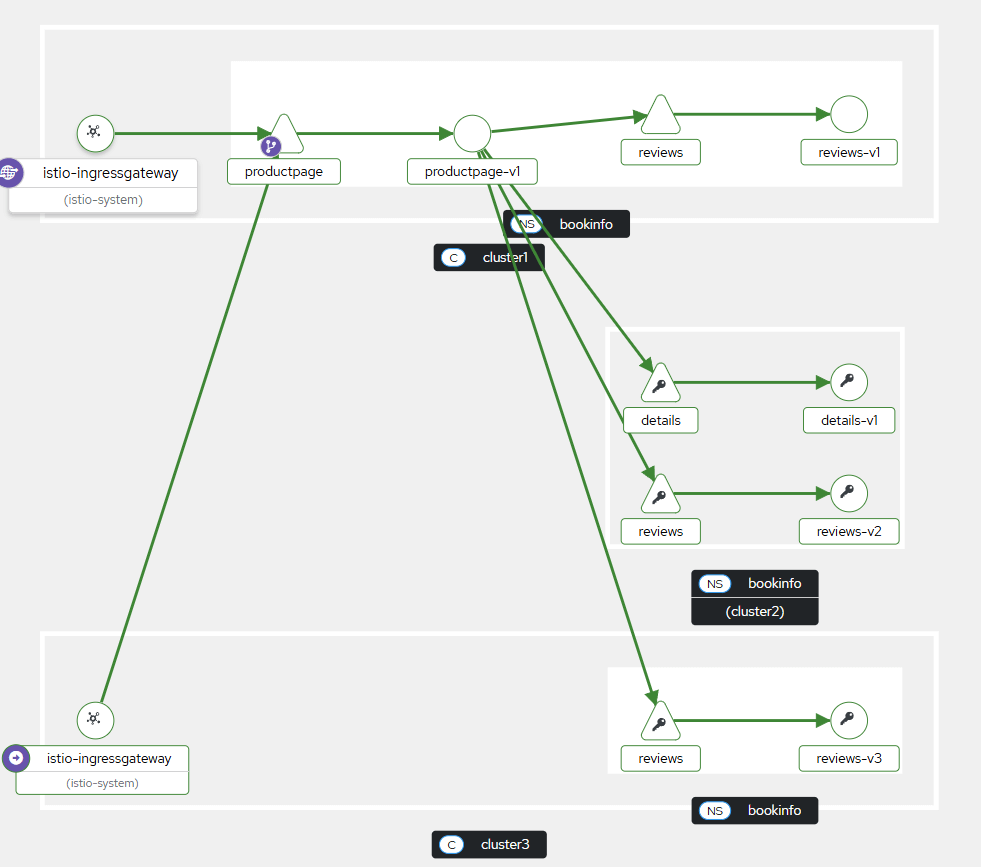 istio-ingressgateway
(istio-system)
productpage
productpage-v1
reviews
reviews-v1
NS bookinfo
C cluster1
details
details-v1
reviews
reviews-v2
NS bookinfo
(cluster2)
istio-ingressgateway
(istio-system)
reviews
reviews-v3
NS bookinfo
C cluster3